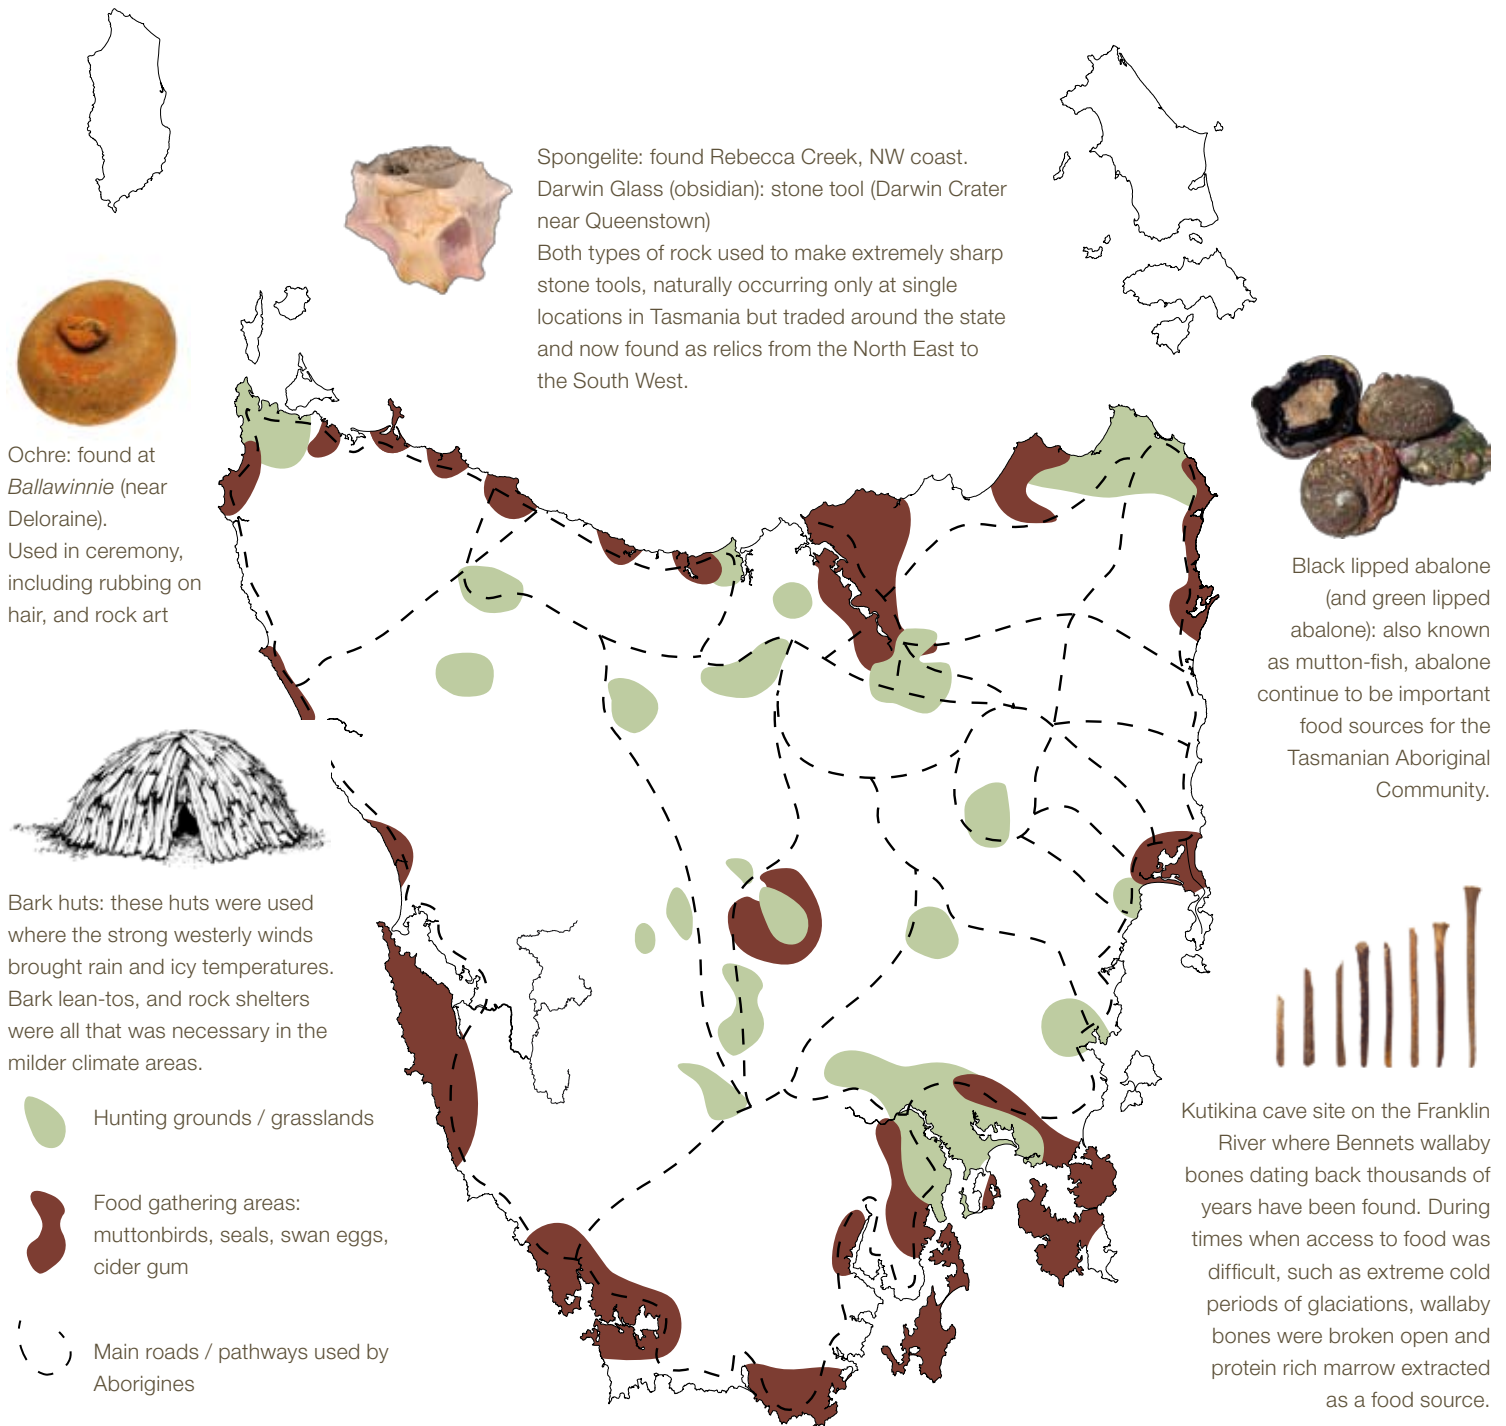 Spongelite: found Rebecca Creek, NW coast.
Darwin Glass (obsidian): stone tool (Darwin Crater
near Queenstown)
Both types of rock used to make extremely sharp
stone tools, naturally occurring only at single
locations in Tasmania but traded around the state
and now found as relics from the North East to
the South West.
Ochre: found at
Ballawinnie (near
Deloraine).
Used in ceremony,
including rubbing on
hair, and rock art
Black lipped abalone
(and green lipped
abalone): also known
as mutton-fish, abalone
continue to be important
food sources for the
Tasmanian Aboriginal
Community.
Bark huts: these huts were used
where the strong westerly winds
brought rain and icy temperatures.
Bark lean-tos, and rock shelters
were all that was necessary in the
milder climate areas.
Hunting grounds / grasslands
Food gathering areas:
muttonbirds, seals, swan eggs,
cider gum
Main roads / pathways used by
Aborigines
Kutikina cave site on the Franklin
River where Bennets wallaby
bones dating back thousands of
years have been found. During
times when access to food was
difficult, such as extreme cold
periods of glaciations, wallaby
bones were broken open and
protein rich marrow extracted
as a food source.